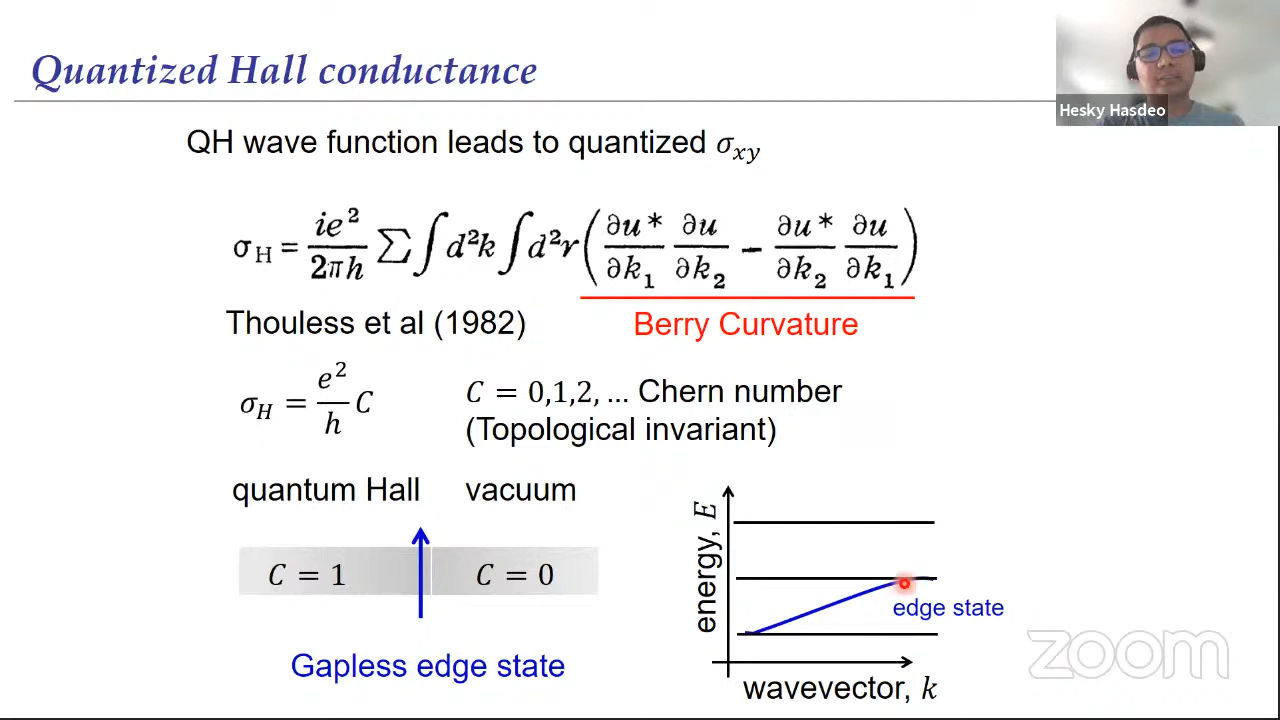 Quantized Hall conductance
Hesky Hasdeo
QH wave function leads to quantized σ_xy
σ_H = ie²/2πh ∑∫d²k∫d²r(∂u*/∂k₁ ∂u/∂k₂ − ∂u*/∂k₂ ∂u/∂k₁)
Thouless et al (1982)
Berry Curvature
σ_H = e²/h C
C = 0,1,2, ... Chern number
(Topological invariant)
quantum Hall
vacuum
C = 1
C = 0
Gapless edge state
energy, E
edge state
wavevector, k
zoom